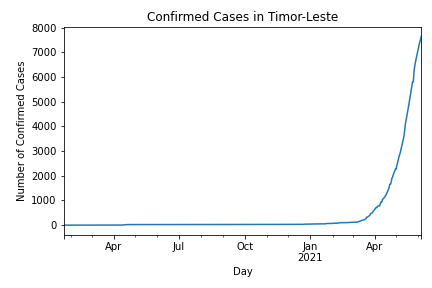 Confirmed Cases in Timor-Leste
8000
7000
6000
5000
4000
3000
2000
1000
0
Number of Confirmed Cases
Apr Jul Oct Jan Apr
2021
Day